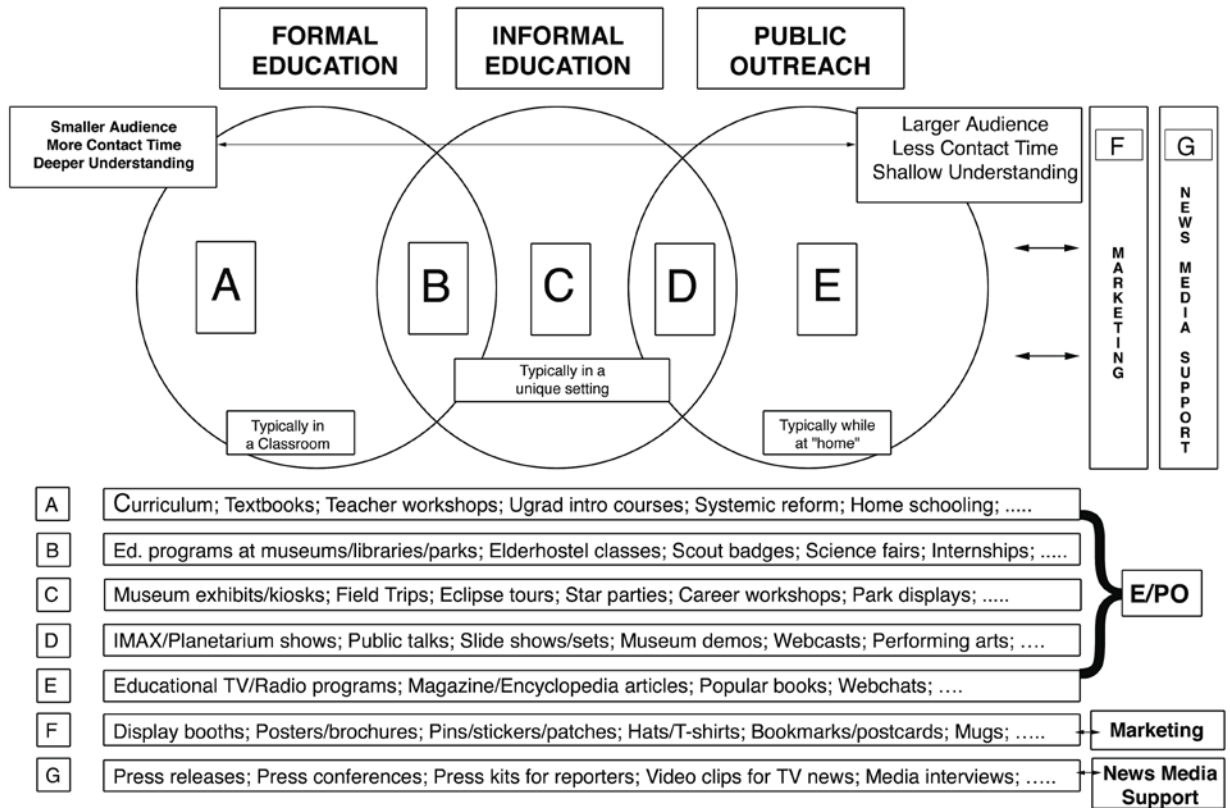 FORMAL
EDUCATION
INFORMAL
EDUCATION
PUBLIC
OUTREACH
Smaller Audience
More Contact Time
Deeper Understanding
Larger Audience
Less Contact Time
Shallow Understanding
F
MARKETING
G
NEWS MEDIA SUPPORT
A
B
C
D
E
Typically in a
unique setting
Typically in
a Classroom
Typically while
at "home"
A
Curriculum; Textbooks; Teacher workshops; Ugrad intro courses; Systemic reform; Home schooling; .....
B
Ed. programs at museums/libraries/parks; Elderhostel classes; Scout badges; Science fairs; Internships; .....
C
Museum exhibits/kiosks; Field Trips; Eclipse tours; Star parties; Career workshops; Park displays; .....
E/PO
D
IMAX/Planetarium shows; Public talks; Slide shows/sets; Museum demos; Webcasts; Performing arts; ....
E
Educational TV/Radio programs; Magazine/Encyclopedia articles; Popular books; Webchats; ....
F
Display booths; Posters/brochures; Pins/stickers/patches; Hats/T-shirts; Bookmarks/postcards; Mugs; .....
Marketing
G
Press releases; Press conferences; Press kits for reporters; Video clips for TV news; Media interviews; .....
News Media
Support